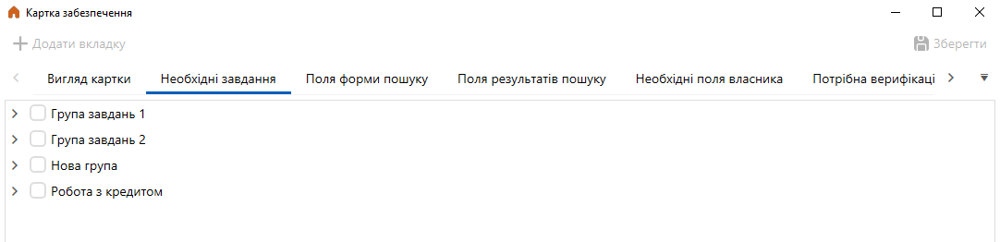 Картка забезпечення
Додати вкладку
Зберегти
Вигляд картки Необхідні завдання Поля форми пошуку Поля результатів пошуку Необхідні поля власника Потрібна верифікаці
Група завдань 1
Група завдань 2
Нова група
Робота з кредитом